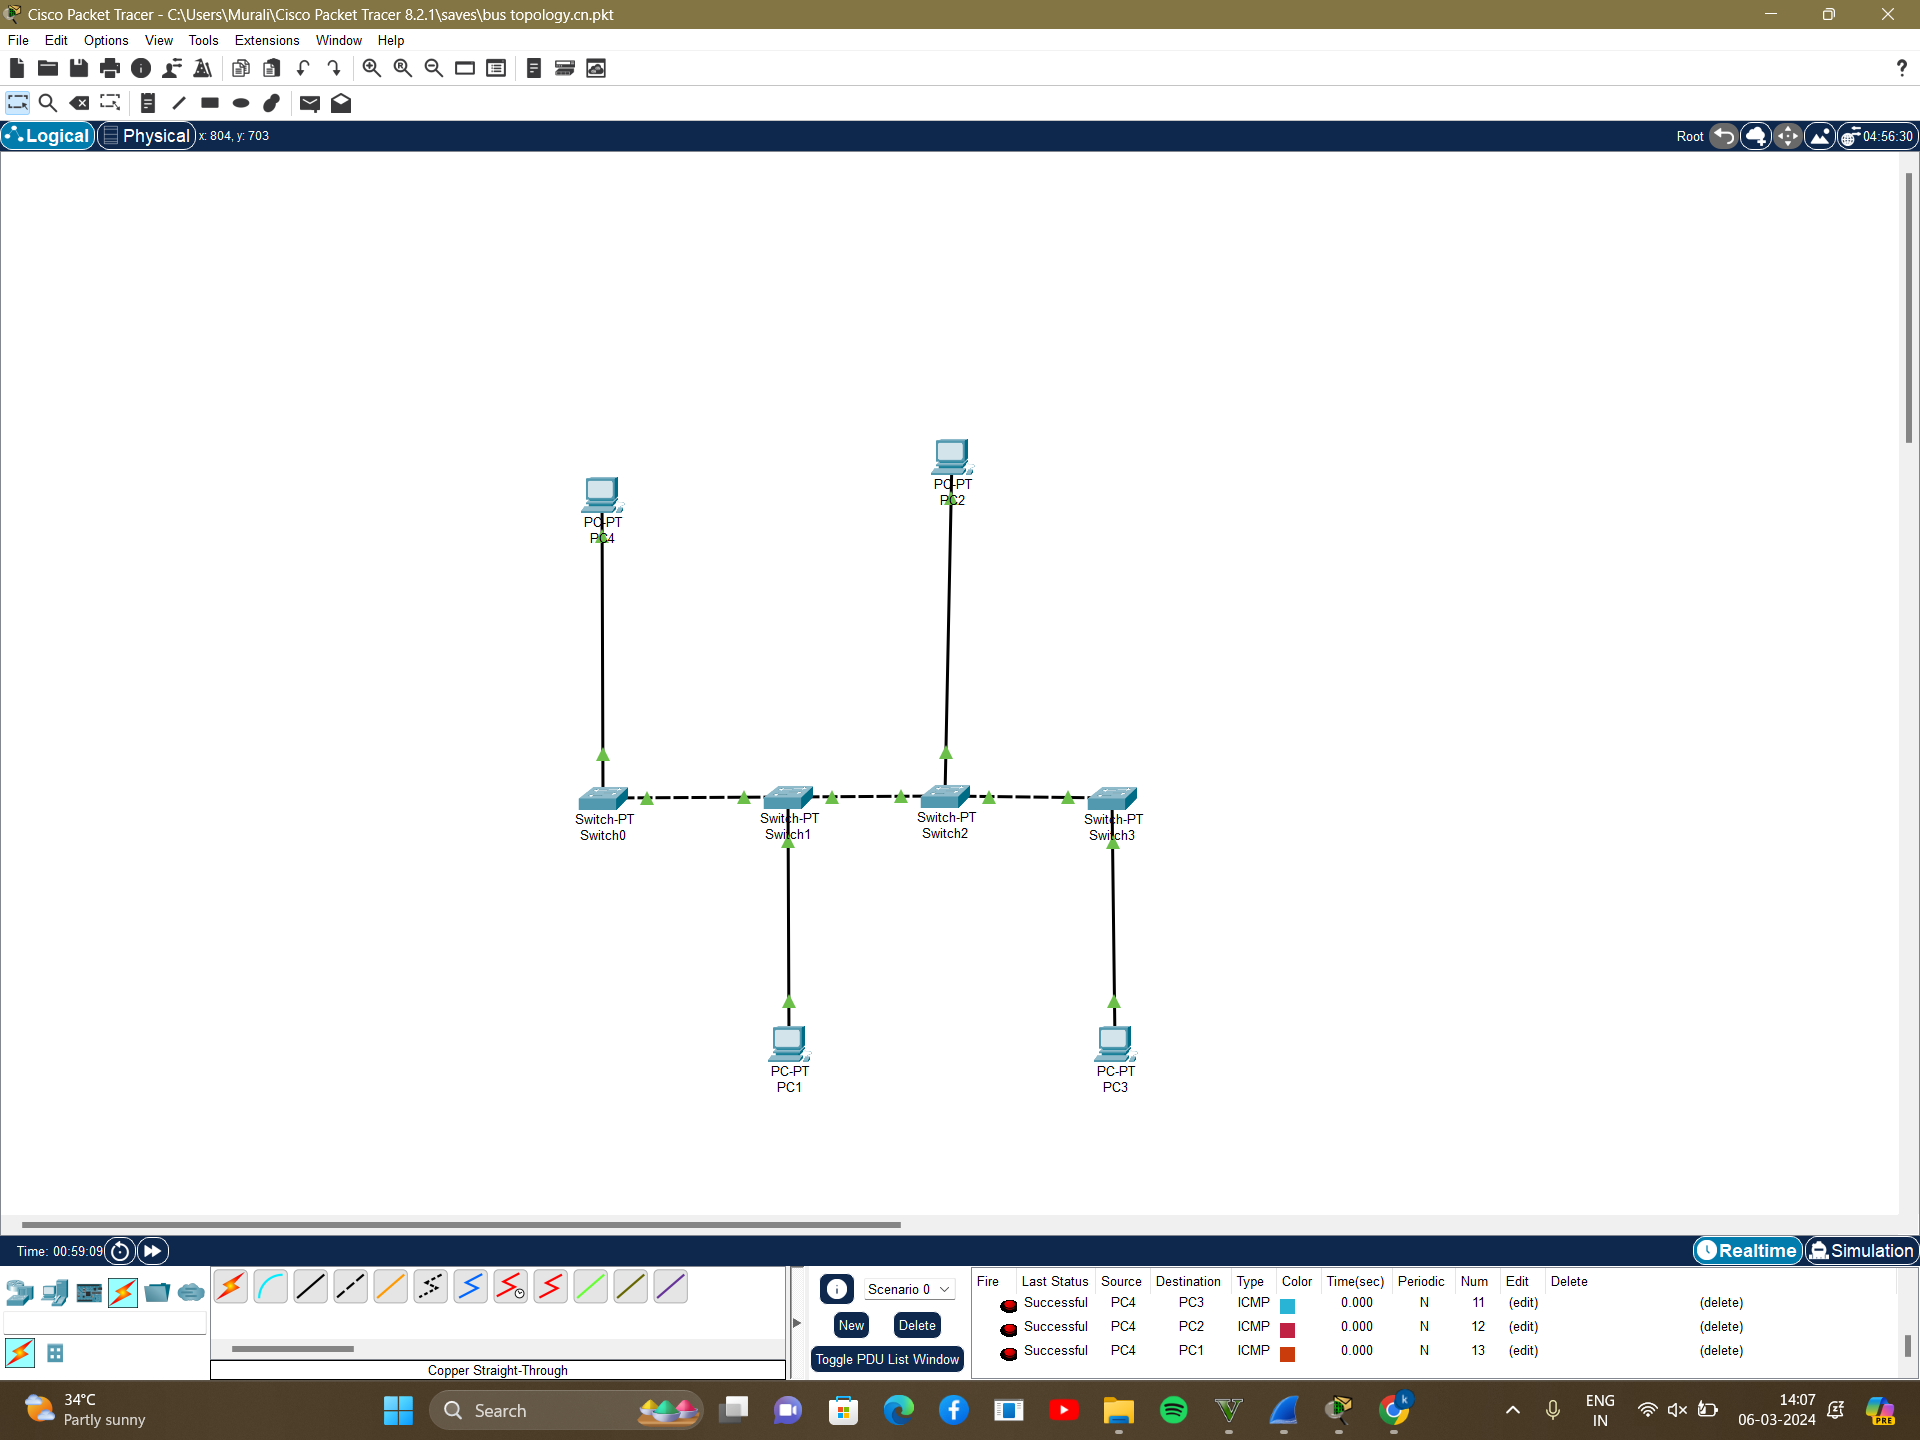 Cisco Packet Tracer - C:\Users\Murali\Cisco Packet Tracer 8.2.1\saves\bus topology.cn.pkt
File Edit Options View Tools Extensions Window Help
?
Logical Physical x: 804, y: 703 Root 04:56:30
PC-PT
PC2
PC-PT
PC4
Switch-PT
Switch0
Switch-PT
Switch1
Switch-PT
Switch2
Switch-PT
Switch3
PC-PT
PC1
PC-PT
PC3
Time: 00:59:09 Realtime Simulation
Scenario 0
New Delete
Toggle PDU List Window
Copper Straight-Through
Fire Last Status Source Destination Type Color Time(sec) Periodic Num Edit Delete
Successful PC4 PC3 ICMP 0.000 N 11 (edit) (delete)
Successful PC4 PC2 ICMP 0.000 N 12 (edit) (delete)
Successful PC4 PC1 ICMP 0.000 N 13 (edit) (delete)
34°C
Partly sunny
Search
k
ENG
IN
14:07
06-03-2024
PRE